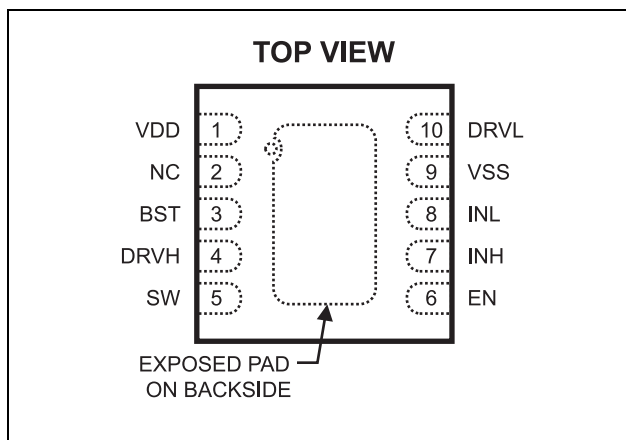 TOP VIEW
VDD 1 10 DRVL
NC 2 9 VSS
BST 3 8 INL
DRVH 4 7 INH
SW 5 6 EN
EXPOSED PAD
ON BACKSIDE